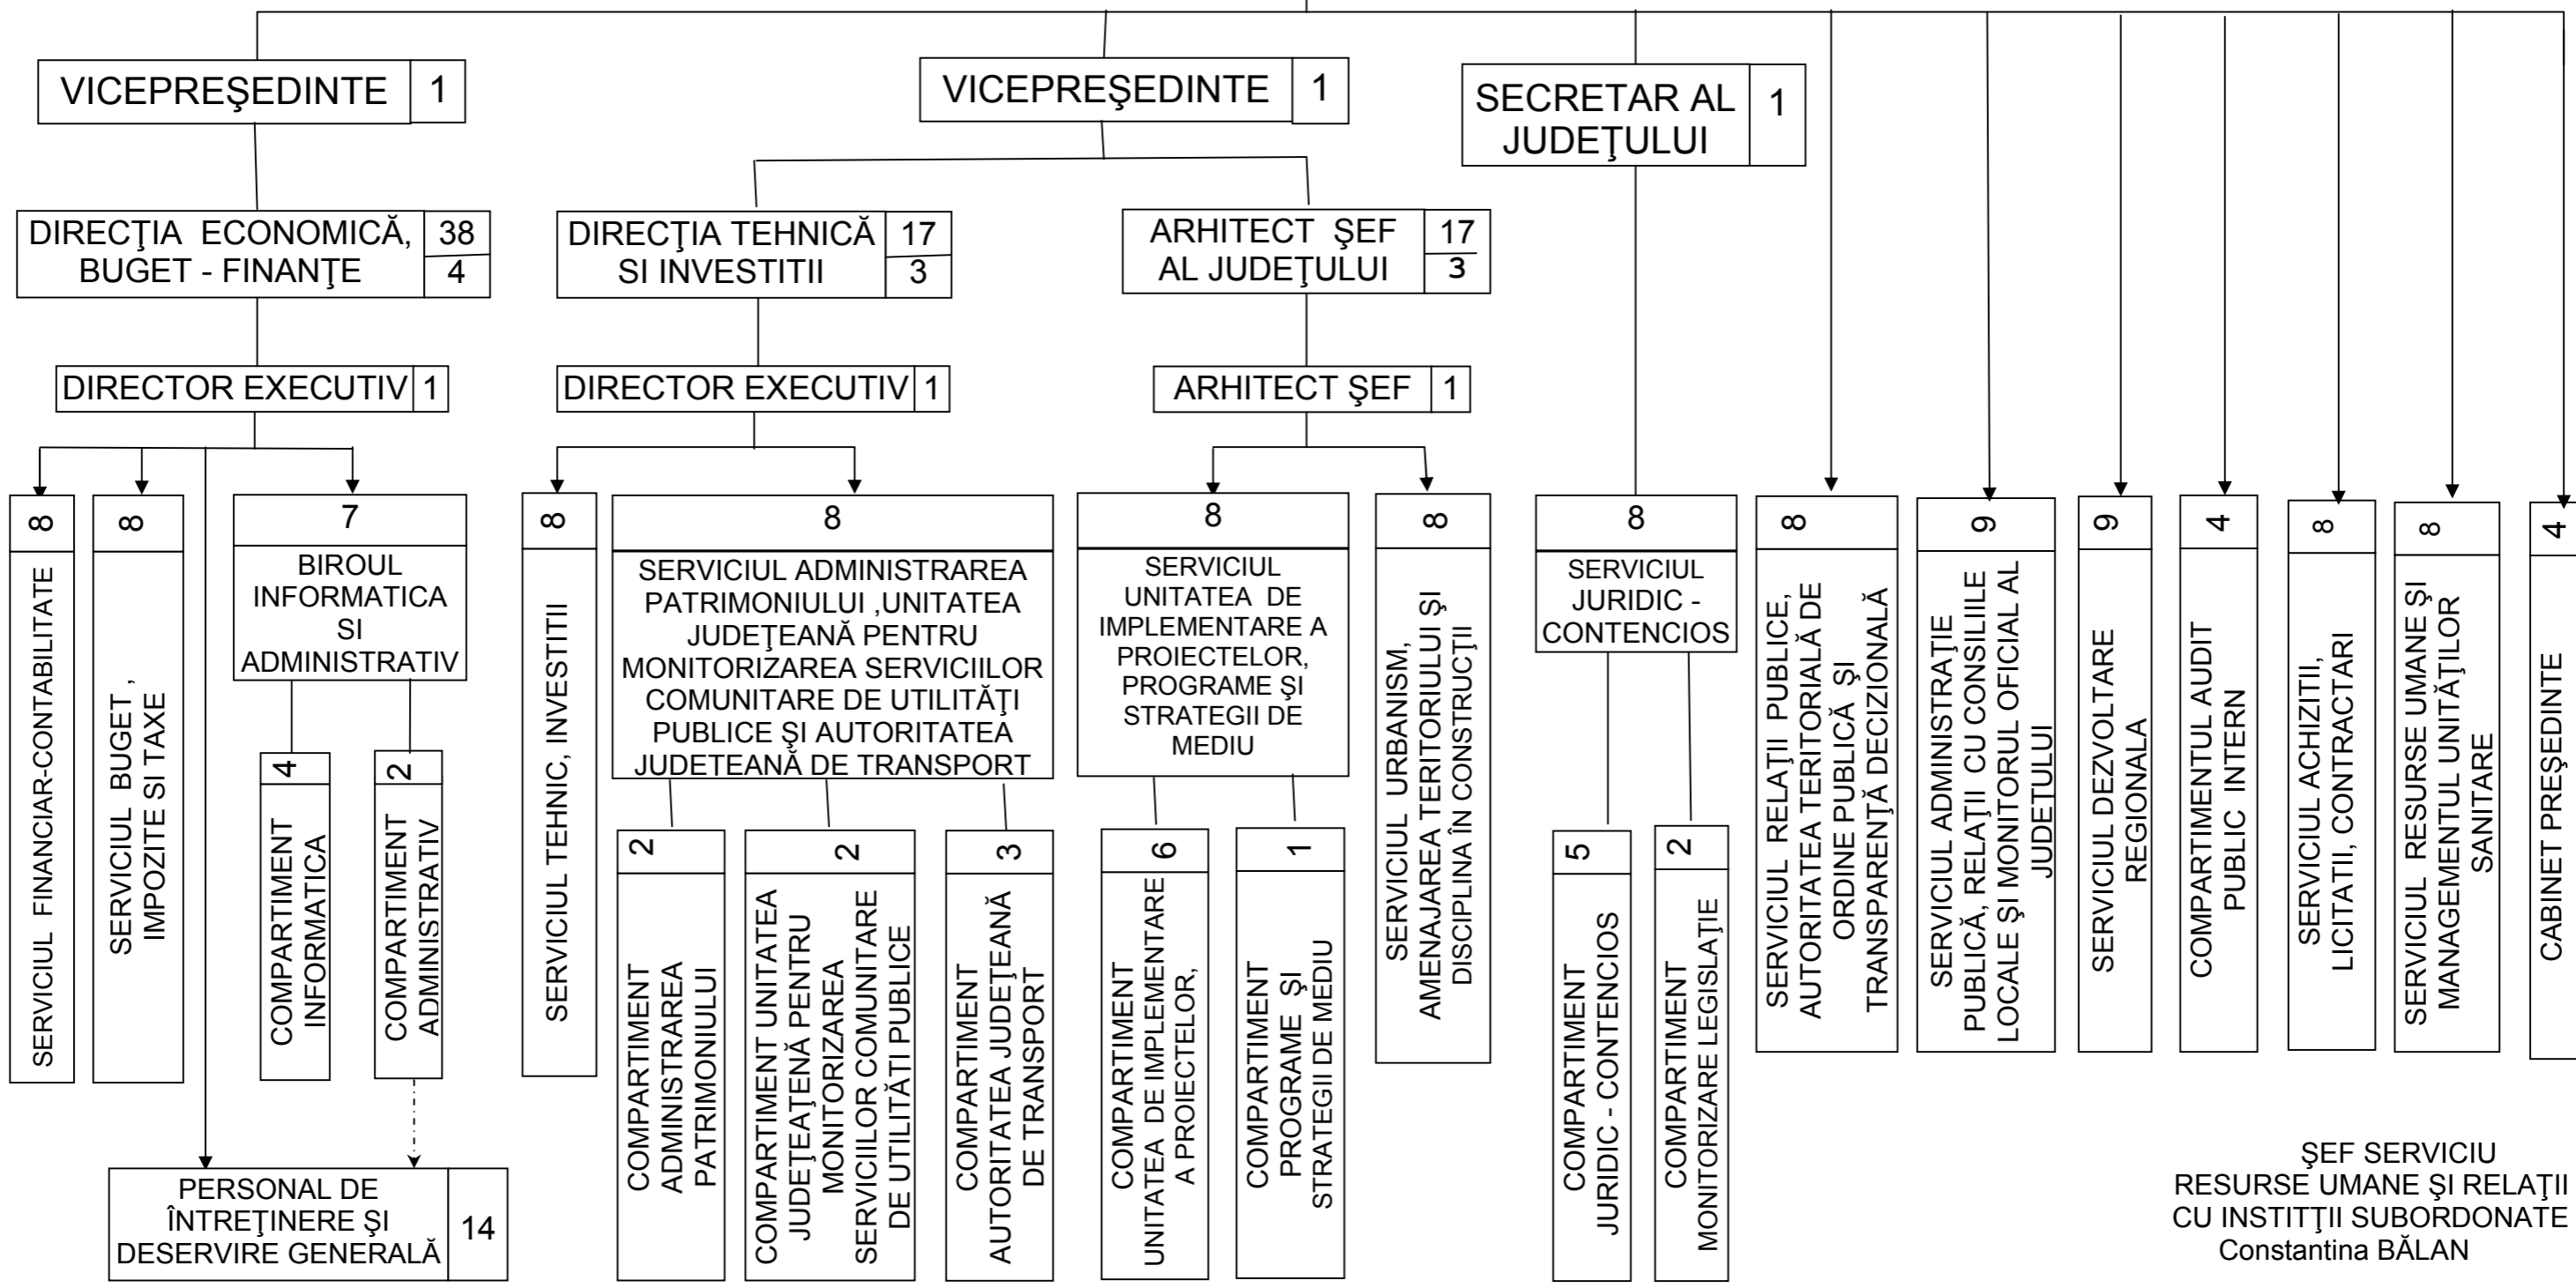 VICEPREŞEDINTE 1
VICEPREŞEDINTE 1
SECRETAR AL
JUDEŢULUI
1
DIRECŢIA ECONOMICĂ,
BUGET - FINANŢE
38
4
DIRECŢIA TEHNICĂ
SI INVESTITII
17
3
ARHITECT ŞEF
AL JUDEŢULUI
17
3
DIRECTOR EXECUTIV 1
DIRECTOR EXECUTIV 1
ARHITECT ŞEF 1
8
SERVICIUL FINANCIAR-CONTABILITATE
8
SERVICIUL BUGET ,
IMPOZITE SI TAXE
7
BIROUL
INFORMATICA
SI
ADMINISTRATIV
4
COMPARTIMENT
INFORMATICA
2
COMPARTIMENT
ADMINISTRATIV
PERSONAL DE
ÎNTREŢINERE ŞI
DESERVIRE GENERALĂ
14
8
SERVICIUL TEHNIC, INVESTITII
8
SERVICIUL ADMINISTRAREA
PATRIMONIULUI ,UNITATEA
JUDEŢEANĂ PENTRU
MONITORIZAREA SERVICIILOR
COMUNITARE DE UTILITĂŢI
PUBLICE ŞI AUTORITATEA
JUDEŢEANĂ DE TRANSPORT
2
COMPARTIMENT
ADMINISTRAREA
PATRIMONIULUI
2
COMPARTIMENT UNITATEA
JUDEŢEAŢENĂ PENTRU
MONITORIZAREA
SERVICIILOR COMUNITARE
DE UTILITĂŢI PUBLICE
3
COMPARTIMENT
AUTORITATEA JUDEŢEANĂ
DE TRANSPORT
8
SERVICIUL
UNITATEA DE
IMPLEMENTARE A
PROIECTELOR,
PROGRAME ŞI
STRATEGII DE
MEDIU
6
COMPARTIMENT
UNITATEA DE IMPLEMENTARE
A PROIECTELOR,
1
COMPARTIMENT
PROGRAME ŞI
STRATEGII DE MEDIU
8
SERVICIUL URBANISM,
AMENAJAREA TERITORIULUI ŞI
DISCIPLINA ÎN CONSTRUCŢII
8
SERVICIUL
JURIDIC -
CONTENCIOS
5
COMPARTIMENT
JURIDIC - CONTENCIOS
2
COMPARTIMENT
MONITORIZARE LEGISLAŢIE
8
SERVICIUL RELAŢII PUBLICE,
AUTORITATEA TERITORIALĂ DE
ORDINE PUBLICĂ ŞI
TRANSPARENŢĂ DECIZIONALĂ
9
SERVICIUL ADMINISTRAŢIE
PUBLICĂ, RELAŢII CU CONSILIILE
LOCALE ŞI MONITORUL OFICIAL AL
JUDEŢULUI
9
SERVICIUL DEZVOLTARE
REGIONALA
4
COMPARTIMENTUL AUDIT
PUBLIC INTERN
8
SERVICIUL ACHIZITII,
LICITATII, CONTRACTARI
8
SERVICIUL RESURSE UMANE ŞI
MANAGEMENTUL UNITĂŢILOR
SANITARE
4
CABINET PREŞEDINTE
ŞEF SERVICIU
RESURSE UMANE ŞI RELAŢII
CU INSTITŢII SUBORDONATE
Constantina BĂLAN